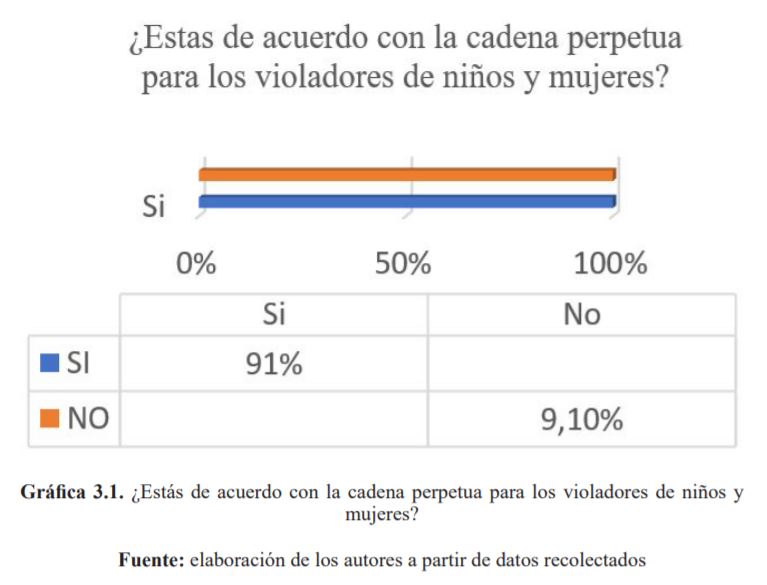 ¿Estas de acuerdo con la cadena perpetua
para los violadores de niños y mujeres?
Si
0% 50% 100%
Si No
SI 91%
NO 9,10%
Gráfica 3.1. ¿Estás de acuerdo con la cadena perpetua para los violadores de niños y
mujeres?
Fuente: elaboración de los autores a partir de datos recolectados